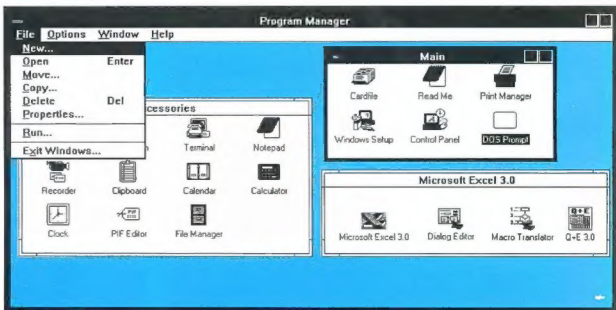 Program Manager
File Options Window Help
New...
Open Enter
Move...
Copy...
Delete Del
Properties...
Run...
Exit Windows...
cessories
Terminal Notepad
Recorder Clipboard Calendar Calculator
Clock PIF Editor File Manager
Main
Cardfile Read Me Print Manager
Windows Setup Control Panel DOS Prompt
Microsoft Excel 3.0
Microsoft Excel 3.0 Dialog Editor Macro Translator Q+E 3.0